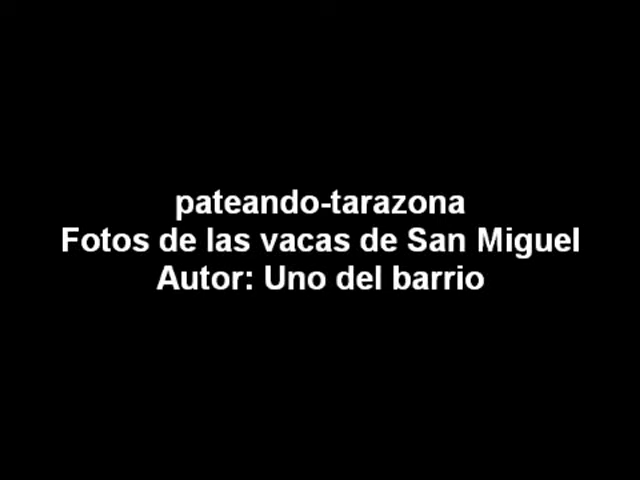 pateando-tarazona
Fotos de las vacas de San Miguel
Autor: Uno del barrio